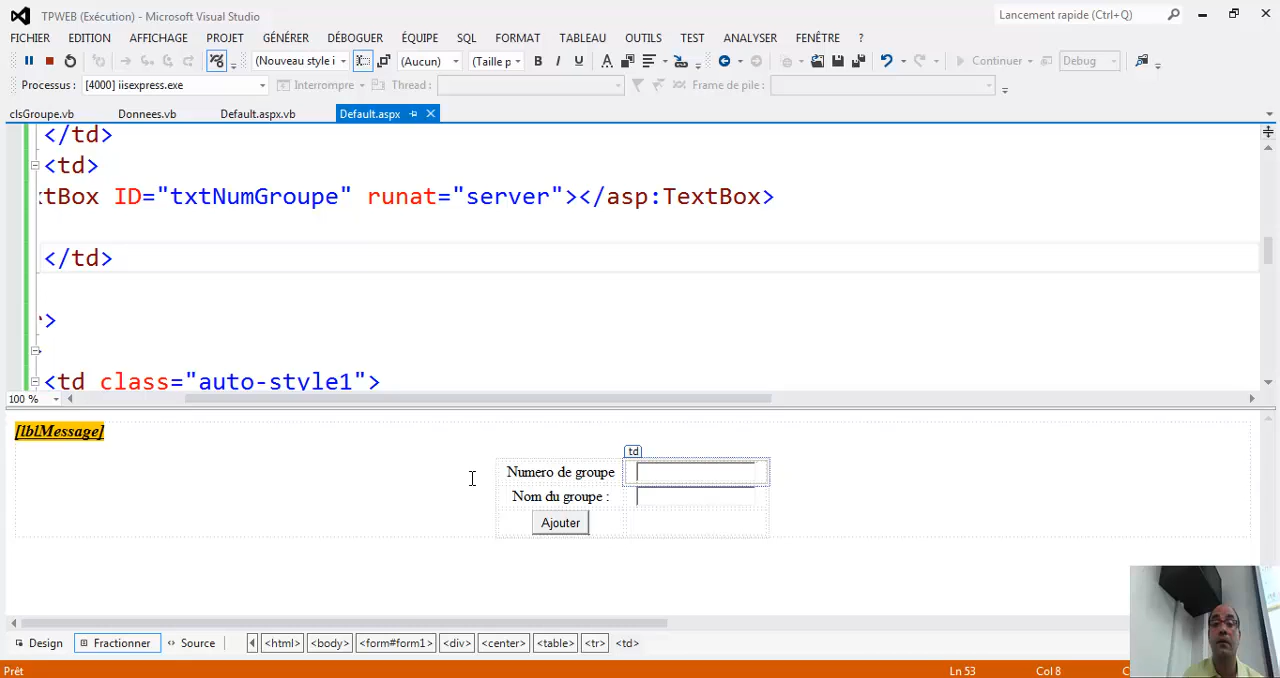 TPWEB (Exécution) - Microsoft Visual Studio
Lancement rapide (Ctrl+Q)
FICHIER EDITION AFFICHAGE PROJET GÉNÉRER DÉBOGUER ÉQUIPE SQL FORMAT TABLEAU OUTILS TEST ANALYSER FENÊTRE ?
(Nouveau style i (Aucun) (Taille p B I U A Continuer Debug
Processus : [4000] iisexpress.exe Interrompre Thread : Frame de pile :
clsGroupe.vb Donnees.vb Default.aspx.vb Default.aspx
</td>
<td>
tBox ID="txtNumGroupe" runat="server"></asp:TextBox>
</td>
>
<td class="auto-style1">
100 %
[lblMessage]
td
Numero de groupe
Nom du groupe :
Ajouter
Design Fractionner Source <html> <body> <form#form1> <div> <center> <table> <tr> <td>
Prêt Ln 53 Col 8